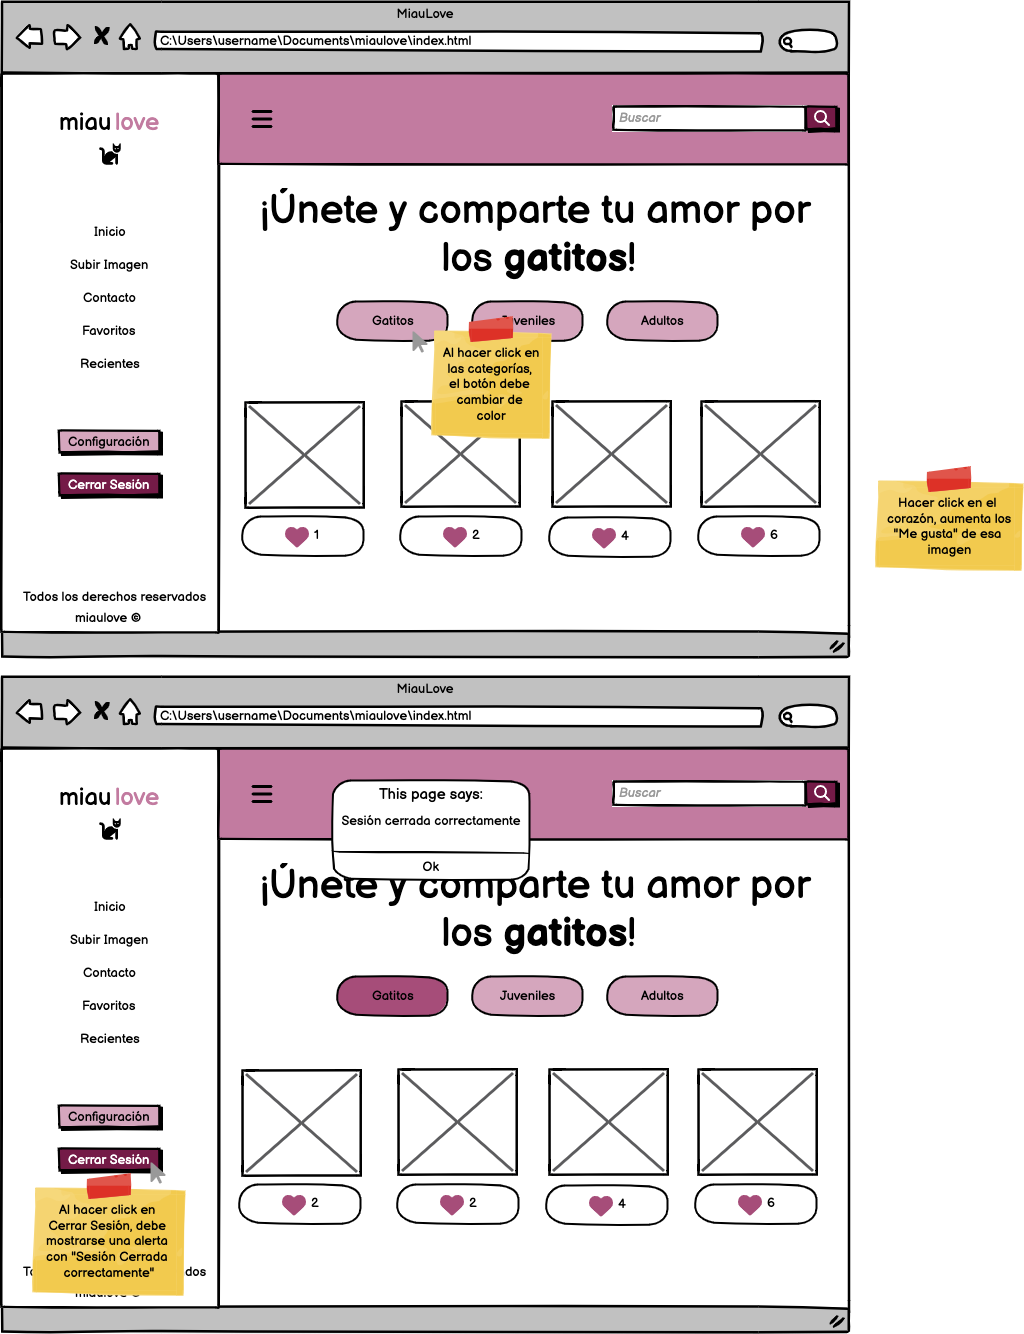 MiauLove
C:\Users\username\Documents\miaulove\index.html
miau love
Buscar
Inicio
Subir Imagen
Contacto
Favoritos
Recientes
Configuración
Cerrar Sesión
Todos los derechos reservados
miaulove ©
¡Únete y comparte tu amor por
los gatitos!
Gatitos
Juveniles
Adultos
Al hacer click en
las categorías,
el botón debe
cambiar de
color
1
2
4
6
Hacer click en el
corazón, aumenta los
"Me gusta" de esa
imagen
MiauLove
C:\Users\username\Documents\miaulove\index.html
miau love
Buscar
This page says:
Sesión cerrada correctamente
Ok
Inicio
Subir Imagen
Contacto
Favoritos
Recientes
Configuración
Cerrar Sesión
Al hacer click en
Cerrar Sesión, debe
mostrarse una alerta
con "Sesión Cerrada
correctamente"
¡Únete y comparte tu amor por
los gatitos!
Gatitos
Juveniles
Adultos
2
2
4
6